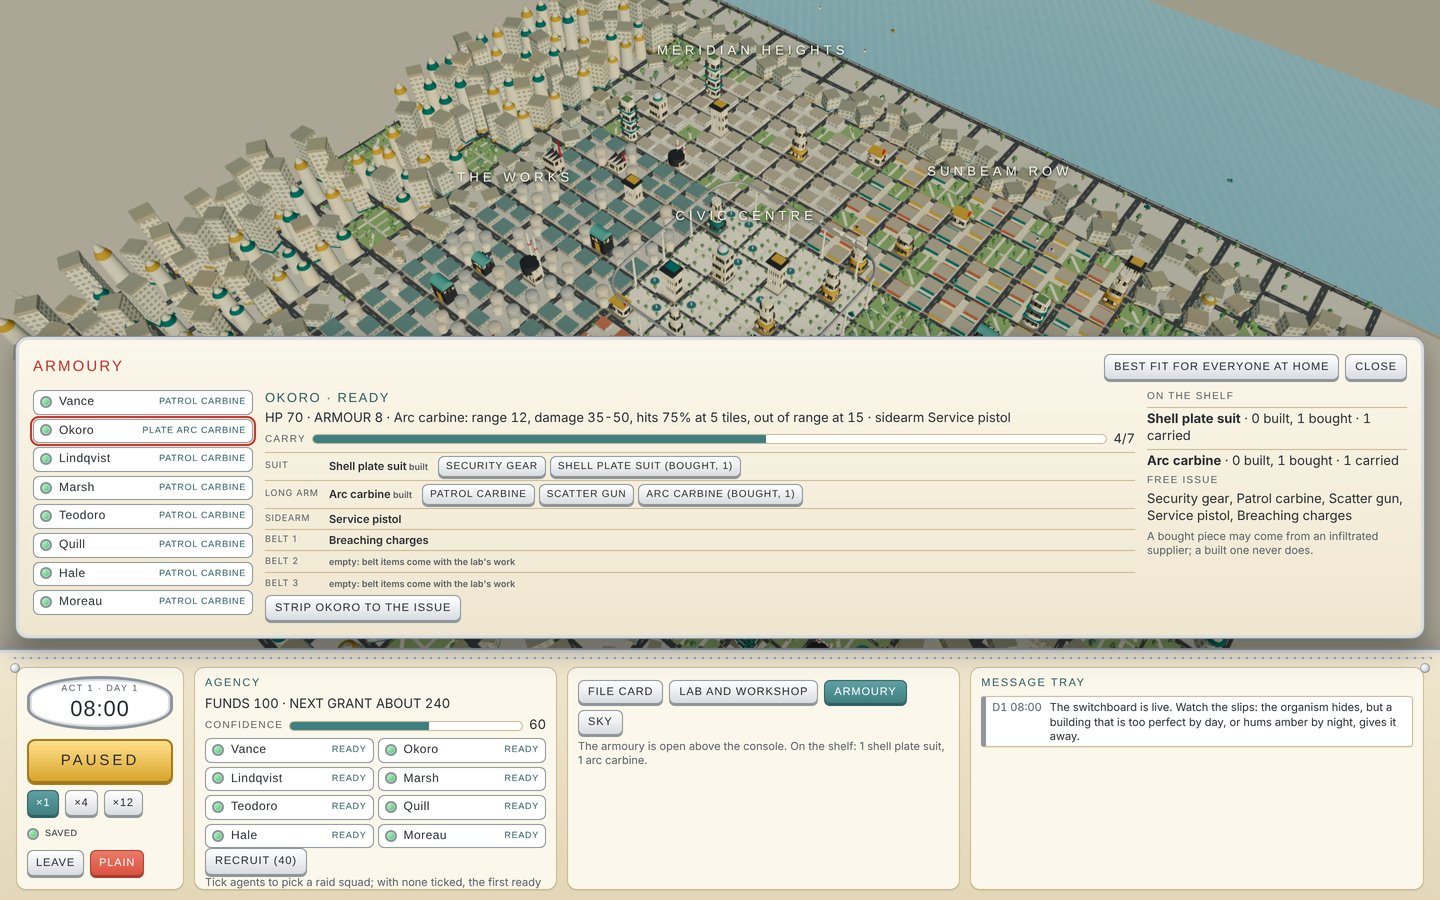 MERIDIAN HEIGHTS
THE WORKS
SUNBEAM ROW
CIVIC CENTRE
ARMOURY
BEST FIT FOR EVERYONE AT HOME
CLOSE
Vance PATROL CARBINE
Okoro PLATE ARC CARBINE
Lindqvist PATROL CARBINE
Marsh PATROL CARBINE
Teodoro PATROL CARBINE
Quill PATROL CARBINE
Hale PATROL CARBINE
Moreau PATROL CARBINE
OKORO · READY
HP 70 · ARMOUR 8 · Arc carbine: range 12, damage 35-50, hits 75% at 5 tiles, out of range at 15 · sidearm Service pistol
CARRY 4/7
SUIT Shell plate suit built SECURITY GEAR SHELL PLATE SUIT (BOUGHT, 1)
LONG ARM Arc carbine built PATROL CARBINE SCATTER GUN ARC CARBINE (BOUGHT, 1)
SIDEARM Service pistol
BELT 1 Breaching charges
BELT 2 empty: belt items come with the lab's work
BELT 3 empty: belt items come with the lab's work
STRIP OKORO TO THE ISSUE
ON THE SHELF
Shell plate suit · 0 built, 1 bought · 1
carried
Arc carbine · 0 built, 1 bought · 1 carried
FREE ISSUE
Security gear, Patrol carbine, Scatter gun,
Service pistol, Breaching charges
A bought piece may come from an infiltrated
supplier; a built one never does.
ACT 1 · DAY 1
08:00
PAUSED
×1 ×4 ×12
SAVED
LEAVE PLAIN
AGENCY
FUNDS 100 · NEXT GRANT ABOUT 240
CONFIDENCE 60
Vance READY Okoro READY
Lindqvist READY Marsh READY
Teodoro READY Quill READY
Hale READY Moreau READY
RECRUIT (40)
Tick agents to pick a raid squad; with none ticked, the first ready
FILE CARD LAB AND WORKSHOP ARMOURY
SKY
The armoury is open above the console. On the shelf: 1 shell plate suit,
1 arc carbine.
MESSAGE TRAY
D1 08:00 The switchboard is live. Watch the slips: the organism hides, but a
building that is too perfect by day, or hums amber by night, gives it
away.